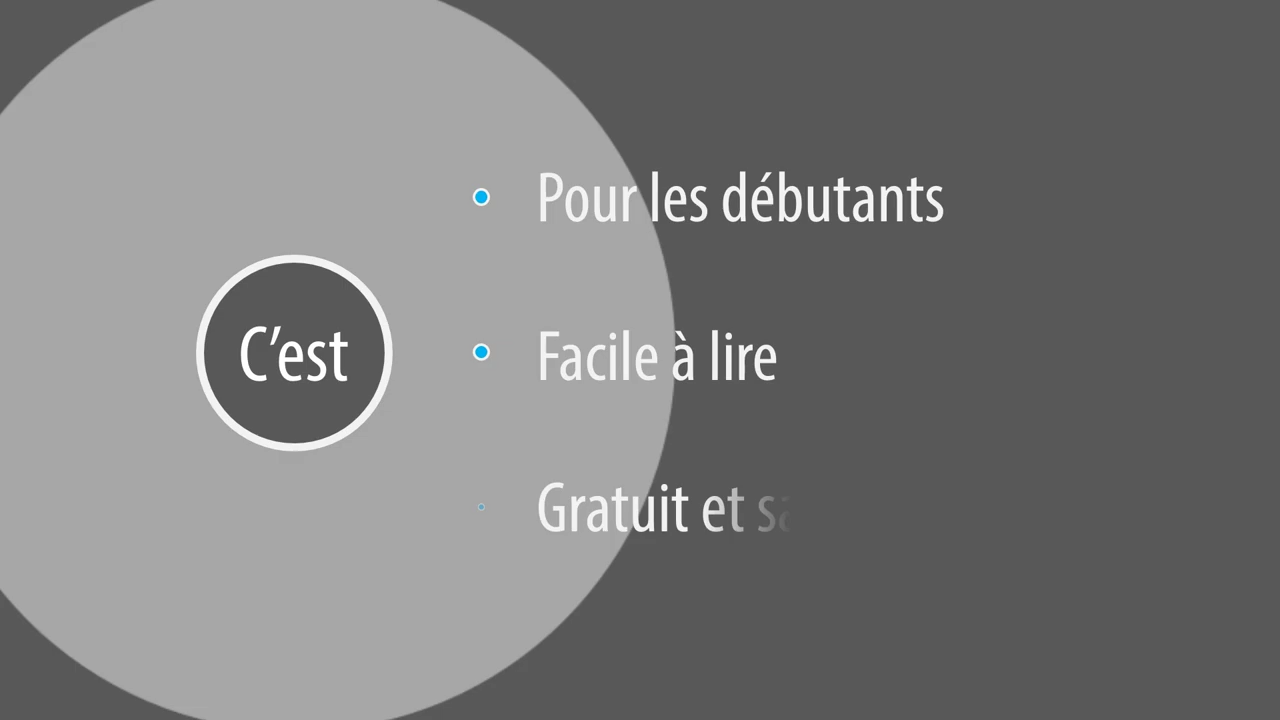 C’est
Pour les débutants
Facile à lire
Gratuit et